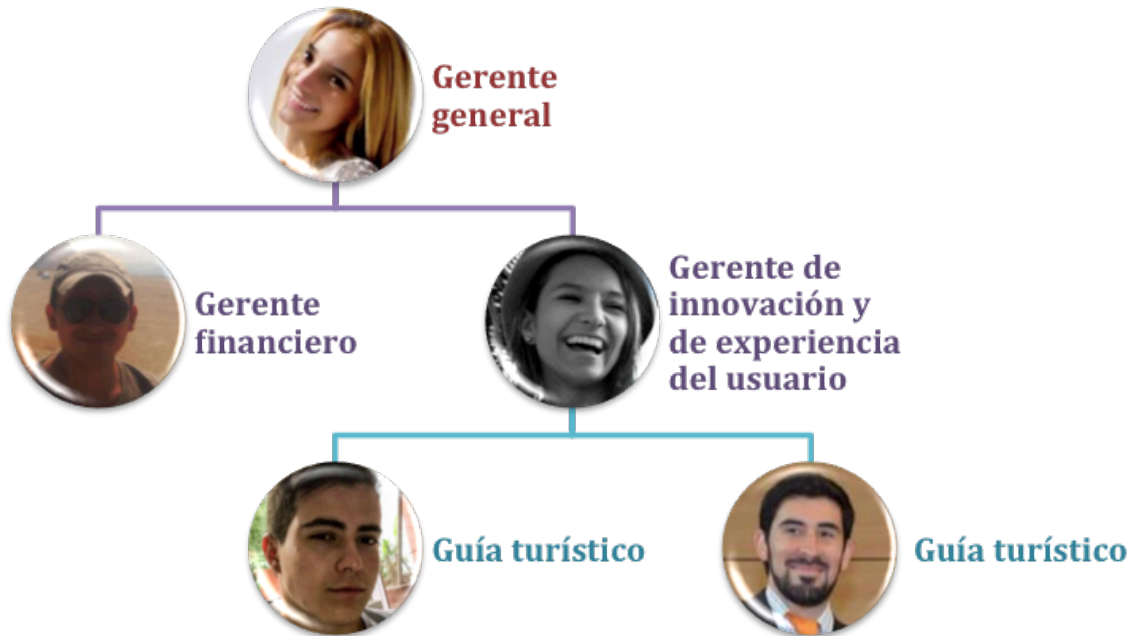 Gerente
general
Gerente
financiero
Gerente de
innovación y
de experiencia
del usuario
Guía turístico
Guía turístico